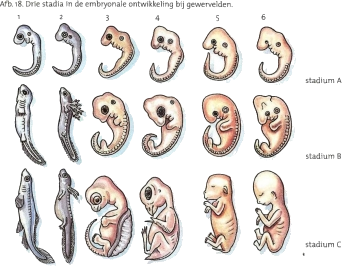 Afb. 18. Drie stadia in de embryonale ontwikkeling bij gewervelden.
1 2 3 4 5 6
stadium A
stadium B
stadium C